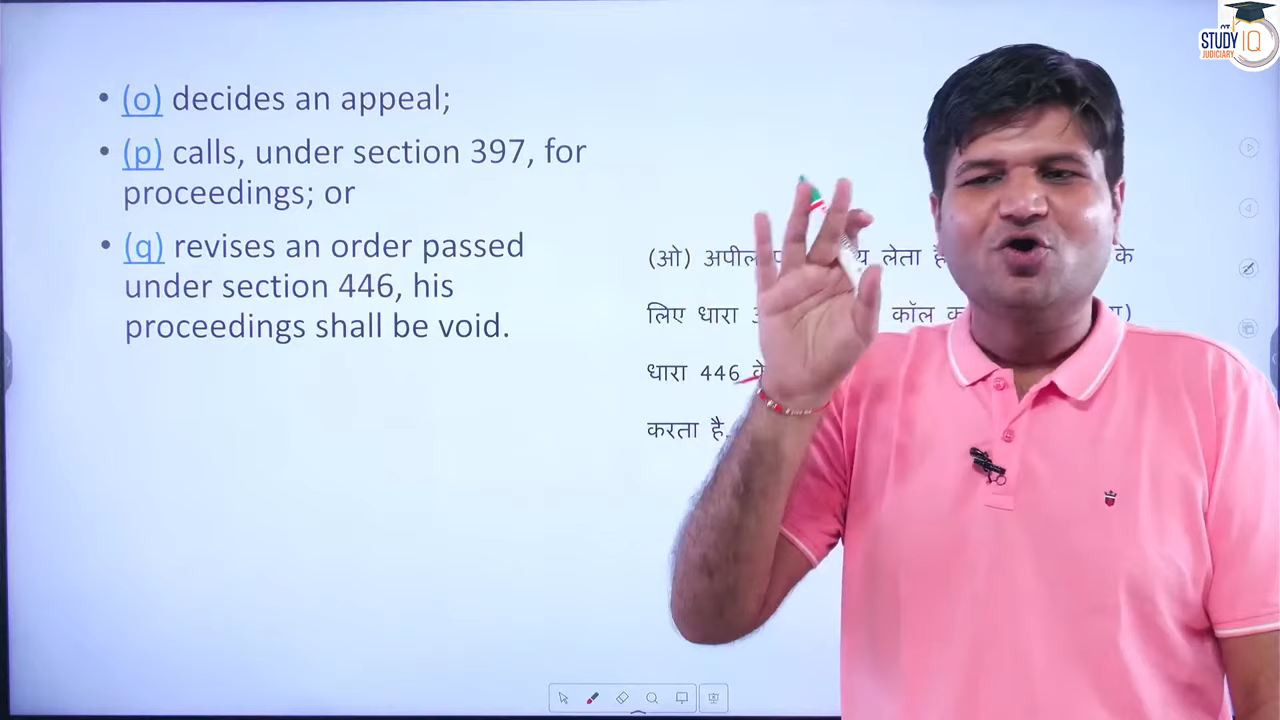 • (o) decides an appeal;
• (p) calls, under section 397, for
proceedings; or
• (q) revises an order passed
under section 446, his
proceedings shall be void.
(ओ) अपील लेता के
लिए धारा कॉल
धारा 446
करता है
STUDY IQ
JUDICIARY